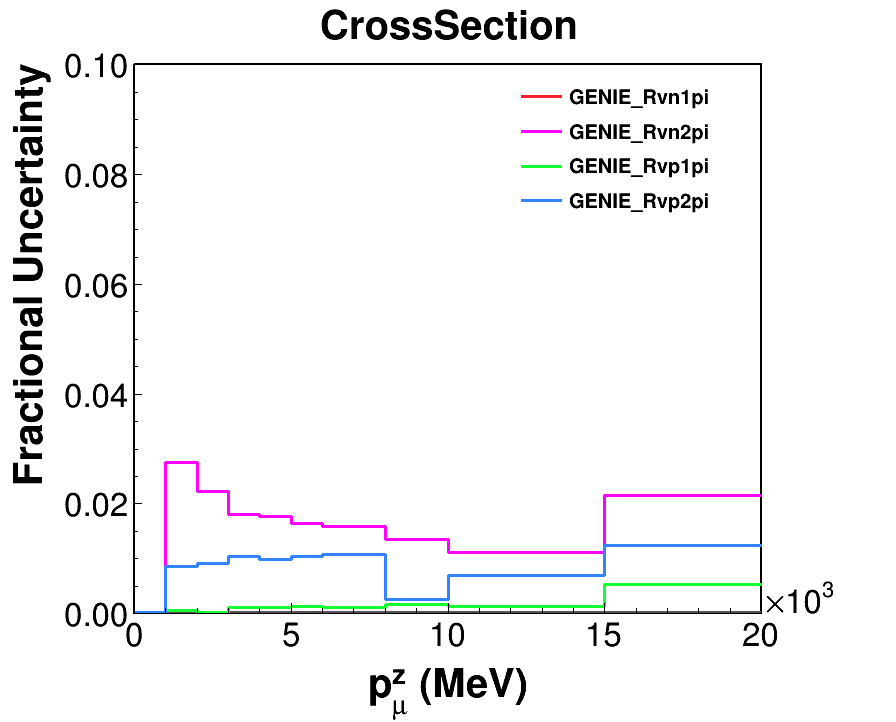 CrossSection
Fractional Uncertainty
0.10
0.08
0.06
0.04
0.02
0.00
GENIE_Rvn1pi
GENIE_Rvn2pi
GENIE_Rvp1pi
GENIE_Rvp2pi
0 5 10 15 20
×10³
p_μ^z (MeV)